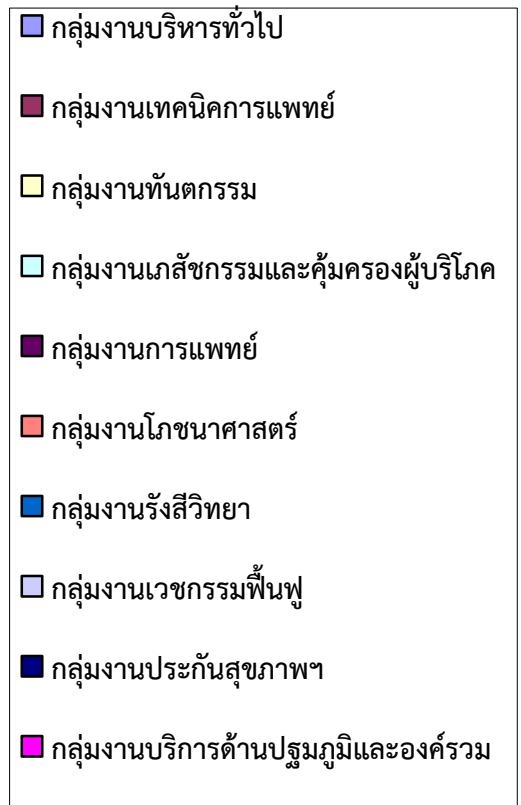 กลุ่มงานบริหารทั่วไป
กลุ่มงานเทคนิคการแพทย์
กลุ่มงานทันตกรรม
กลุ่มงานเภสัชกรรมและคุ้มครองผู้บริโภค
กลุ่มงานการแพทย์
กลุ่มงานโภชนาศาสตร์
กลุ่มงานรังสีวิทยา
กลุ่มงานเวชกรรมฟื้นฟู
กลุ่มงานประกันสุขภาพฯ
กลุ่มงานบริการด้านปฐมภูมิและองค์รวม